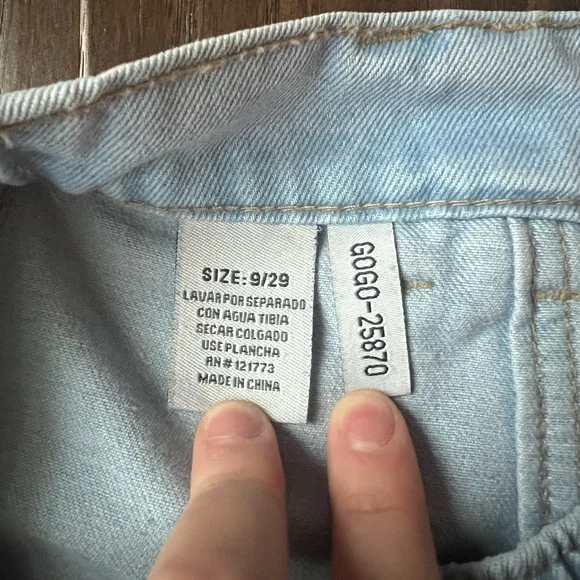 SIZE: 9/29
LAVAR POR SEPARADO
CON AGUA TIBIA
SECAR COLGADO
USE PLANCHA
RN # 121773
MADE IN CHINA
GOGO-25870